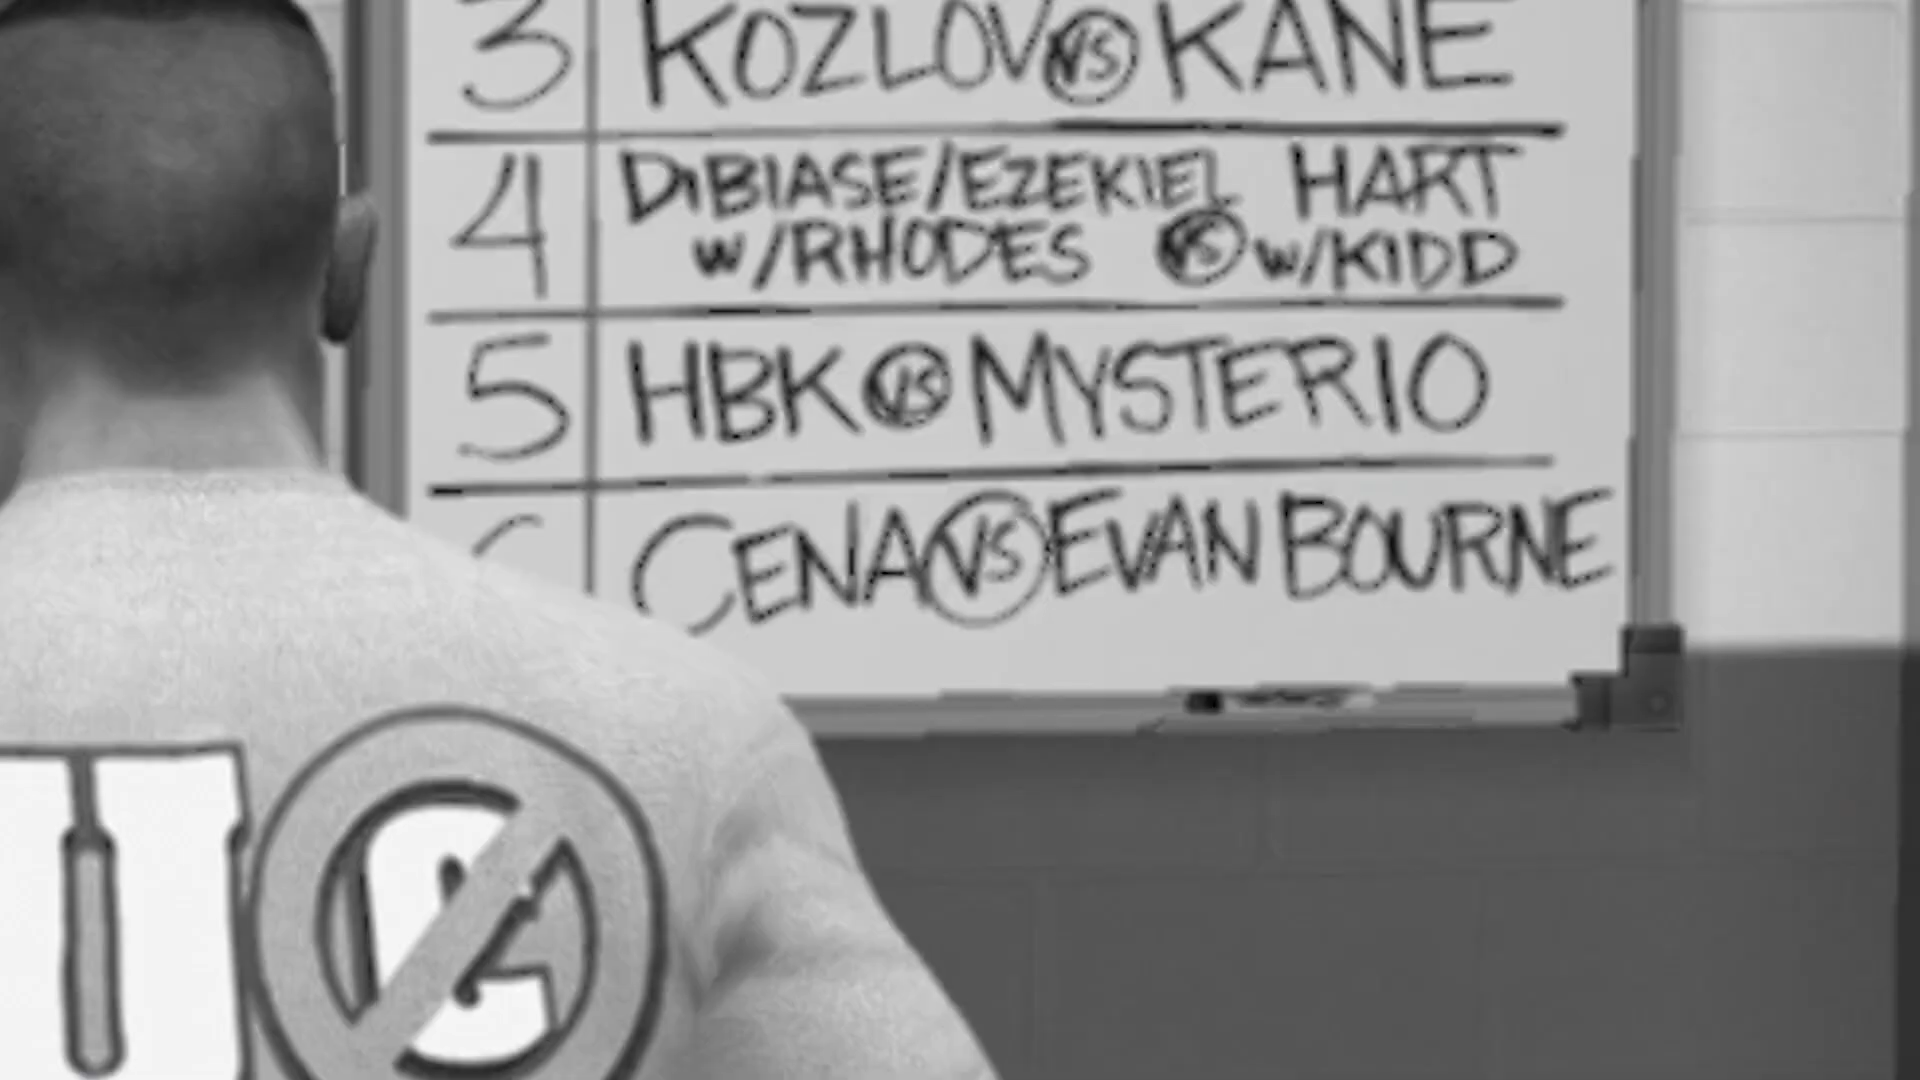 3 KOZLOV VS KANE
4 DIBIASE/EZEKIEL HART
w/RHODES VS w/KIDD
5 HBK VS MYSTERIO
CENA VS EVAN BOURNE